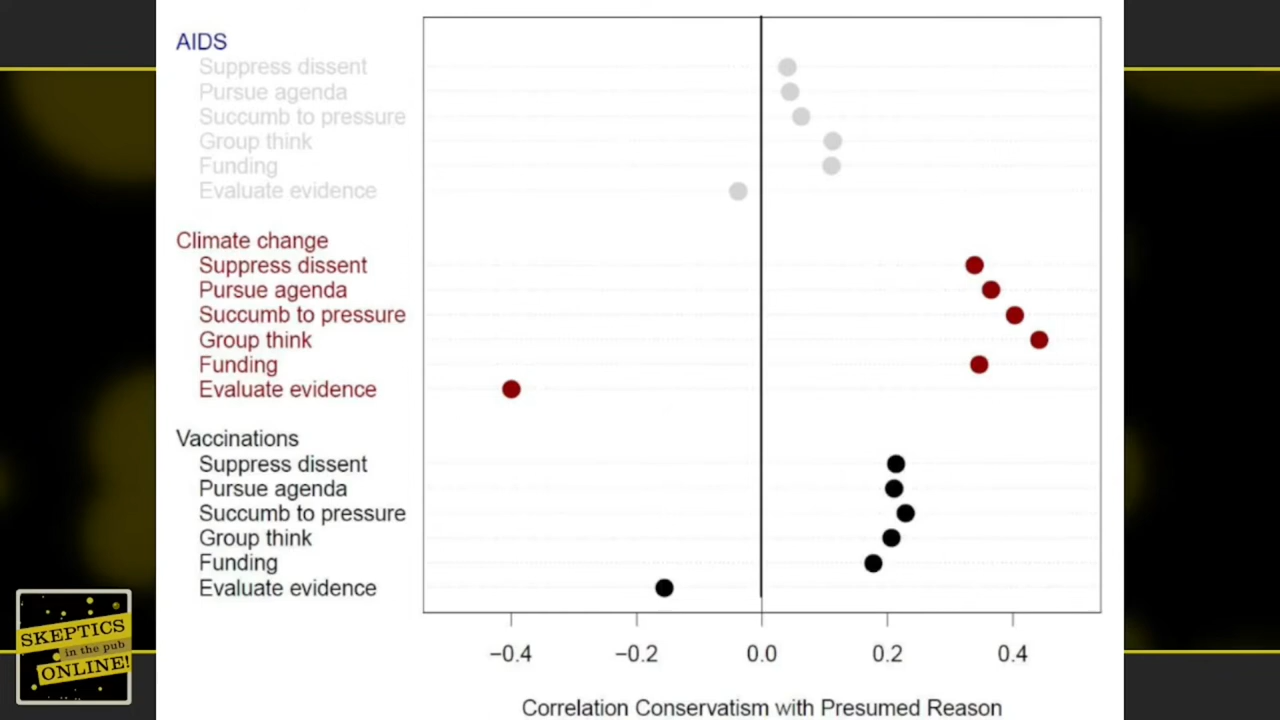 AIDS
Suppress dissent
Pursue agenda
Succumb to pressure
Group think
Funding
Evaluate evidence
Climate change
Suppress dissent
Pursue agenda
Succumb to pressure
Group think
Funding
Evaluate evidence
Vaccinations
Suppress dissent
Pursue agenda
Succumb to pressure
Group think
Funding
Evaluate evidence
−0.4 −0.2 0.0 0.2 0.4
Correlation Conservatism with Presumed Reason
SKEPTICS
in the pub
ONLINE!